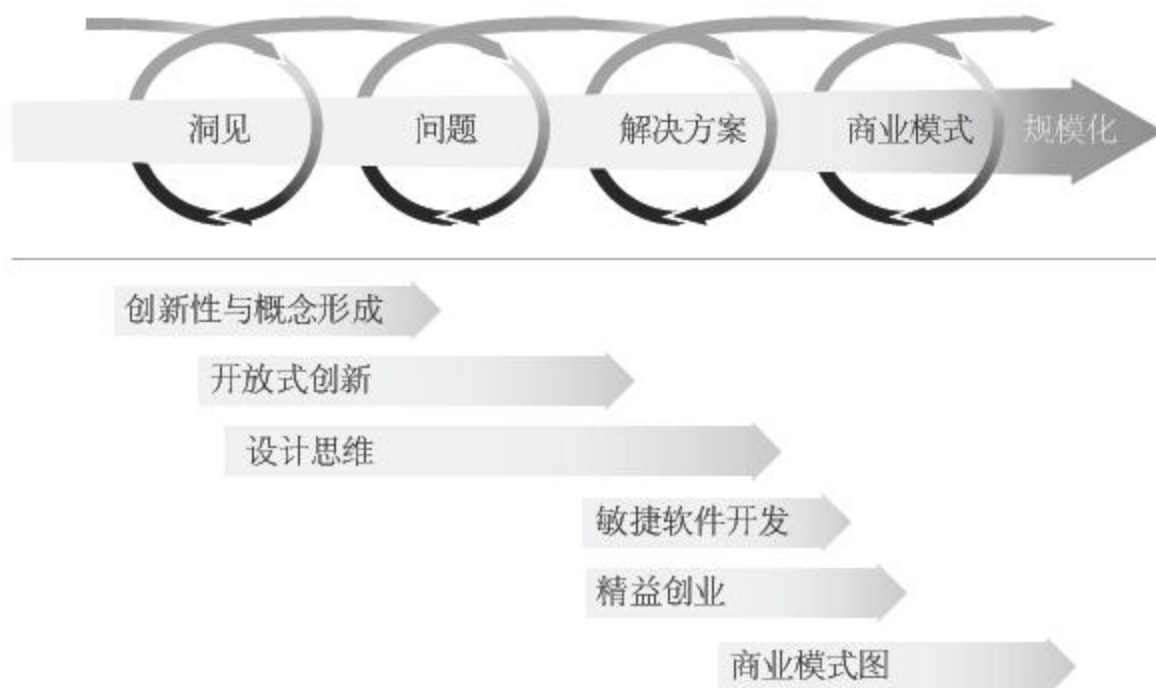 洞见 问题 解决方案 商业模式 规模化
创新性与概念形成
开放式创新
设计思维
敏捷软件开发
精益创业
商业模式图